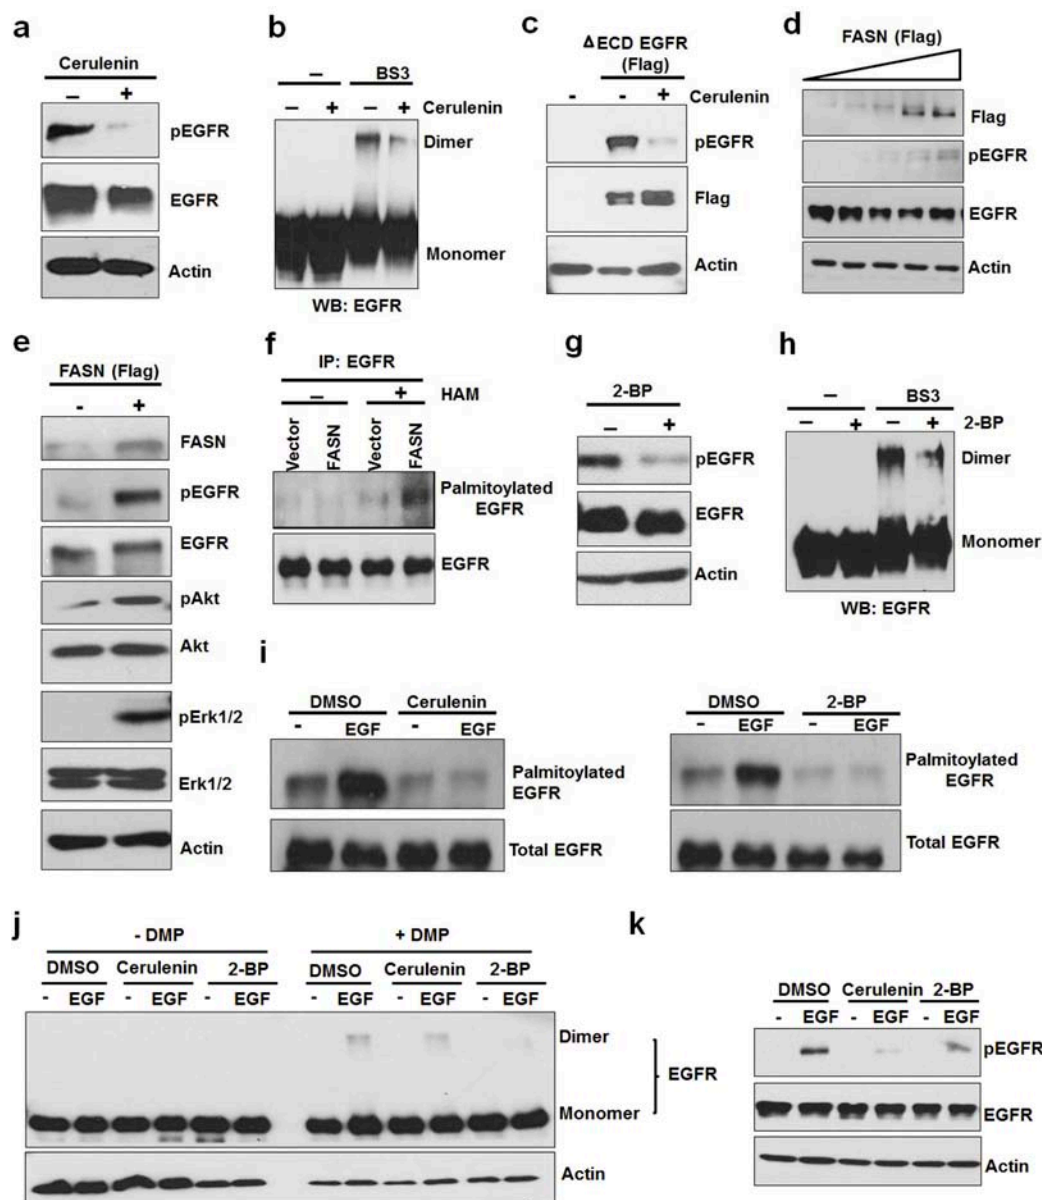 a
Cerulenin
– +
pEGFR
EGFR
Actin
b
– BS3
– + – + Cerulenin
Dimer
Monomer
WB: EGFR
c
Δ ECD EGFR
(Flag)
- - + Cerulenin
pEGFR
Flag
Actin
d
FASN (Flag)
Flag
pEGFR
EGFR
Actin
e
FASN (Flag)
- +
FASN
pEGFR
EGFR
pAkt
Akt
pErk1/2
Erk1/2
Actin
f
IP: EGFR
– + HAM
Vector FASN Vector FASN
Palmitoylated
EGFR
EGFR
g
2-BP
– +
pEGFR
EGFR
Actin
h
– BS3
– + – + 2-BP
Dimer
Monomer
WB: EGFR
i
DMSO Cerulenin
- EGF - EGF
Palmitoylated
EGFR
Total EGFR
DMSO 2-BP
- EGF - EGF
Palmitoylated
EGFR
Total EGFR
j
- DMP + DMP
DMSO Cerulenin 2-BP DMSO Cerulenin 2-BP
- EGF - EGF - EGF - EGF - EGF - EGF
Dimer
EGFR
Monomer
Actin
k
DMSO Cerulenin 2-BP
- EGF - EGF - EGF
pEGFR
EGFR
Actin